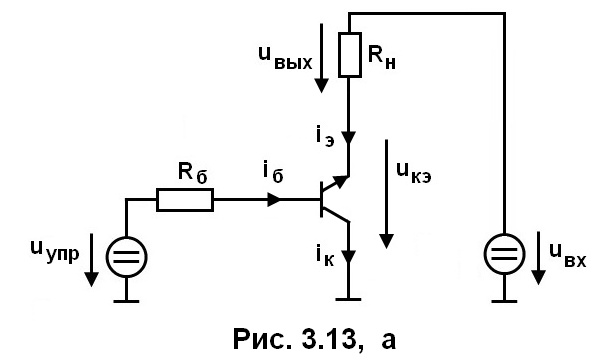 uвых
Rн
iэ
Rб
iб
uкэ
uупр
iк
uвх
Рис. 3.13, а